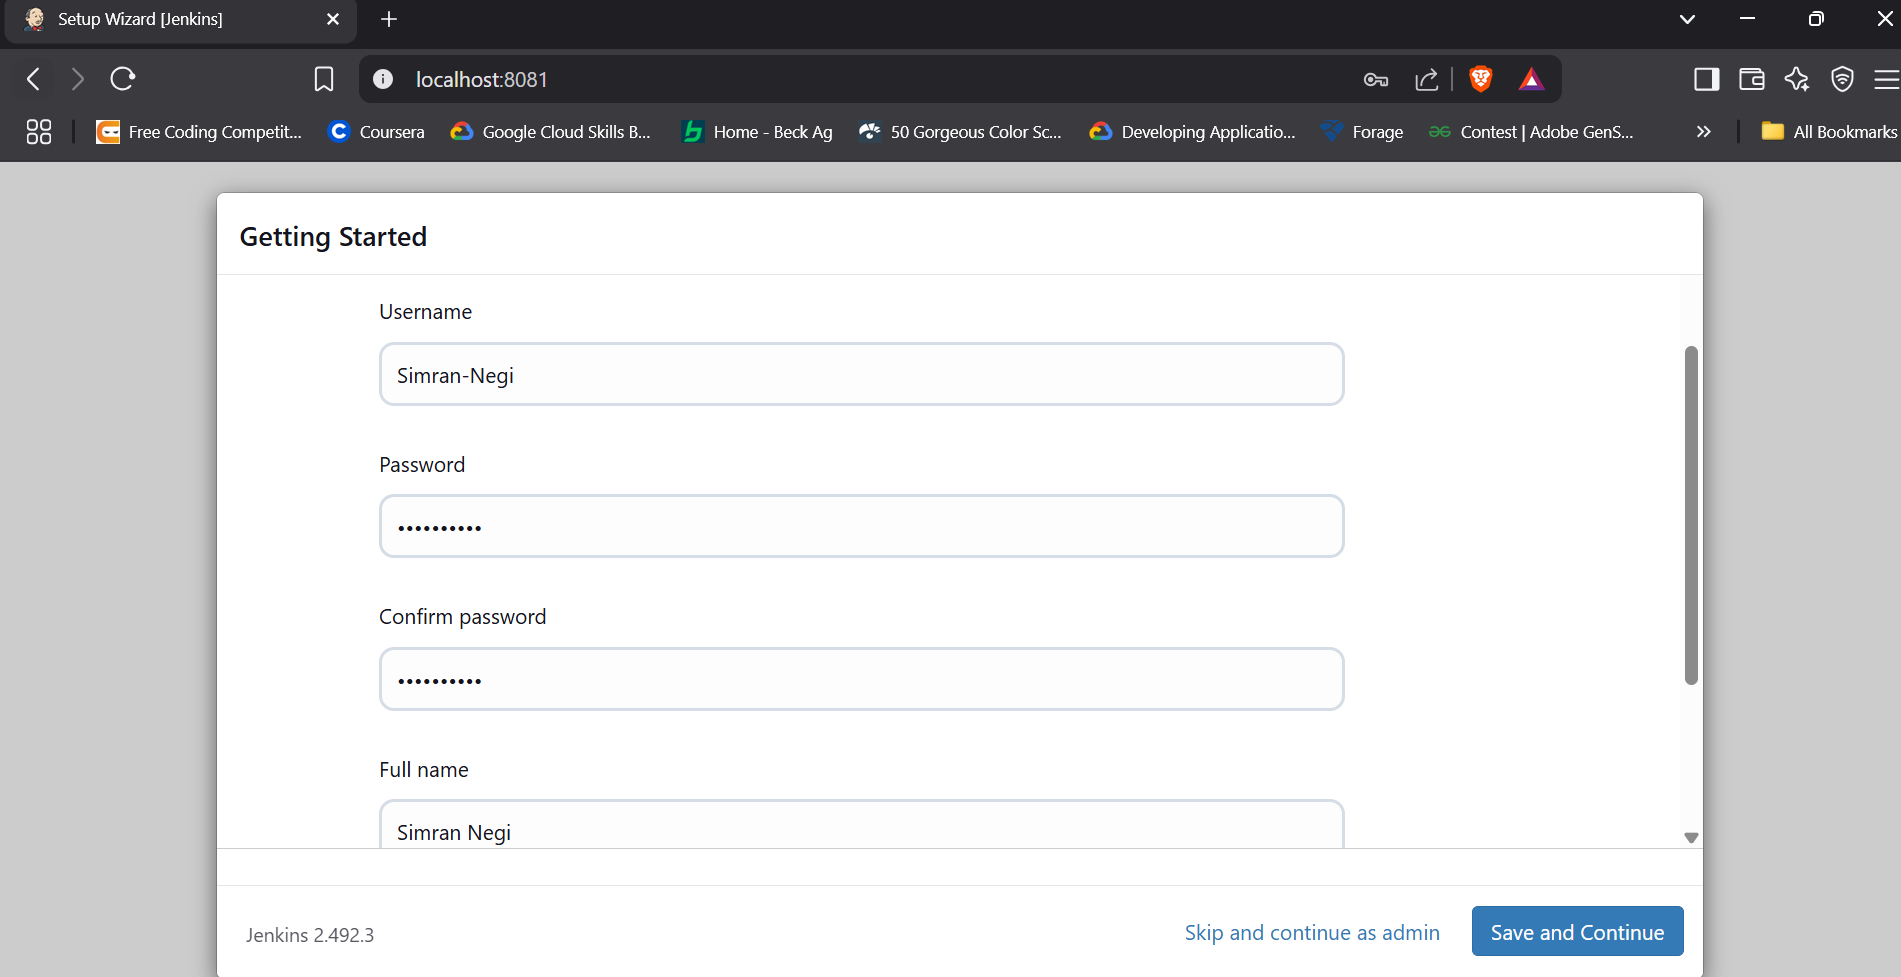 Setup Wizard [Jenkins]
localhost:8081
Free Coding Competit... Coursera Google Cloud Skills B... Home - Beck Ag 50 Gorgeous Color Sc... Developing Applicatio... Forage Contest | Adobe GenS... » All Bookmarks
Getting Started
Username
Simran-Negi
Password
••••••••••
Confirm password
••••••••••
Full name
Simran Negi
Jenkins 2.492.3
Skip and continue as admin
Save and Continue